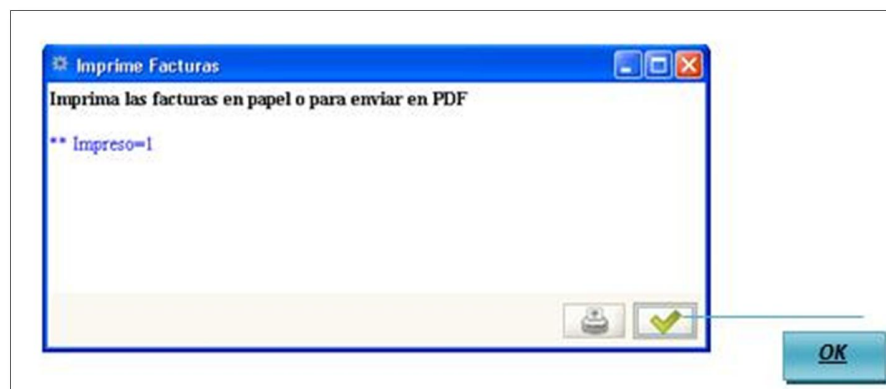 Imprime Facturas
Imprima las facturas en papel o para enviar en PDF
** Impreso=1
OK